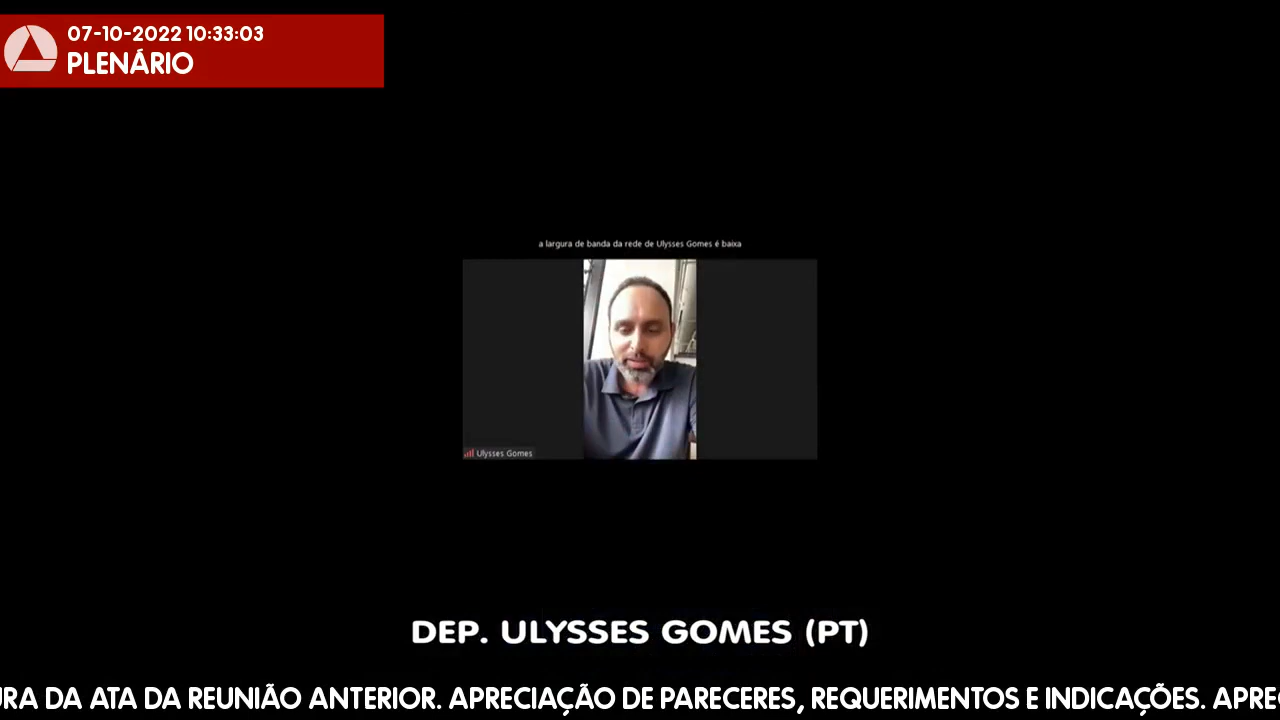 07-10-2022 10:33:03
PLENÁRIO
a largura de banda da rede de Ulysses Gomes é baixa
Ulysses Gomes
DEP. ULYSSES GOMES (PT)
URA DA ATA DA REUNIÃO ANTERIOR. APRECIAÇÃO DE PARECERES, REQUERIMENTOS E INDICAÇÕES. APREC